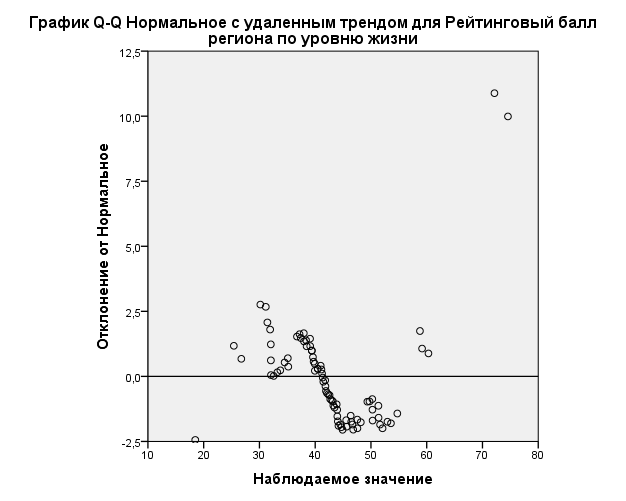 График Q-Q Нормальное с удаленным трендом для Рейтинговый балл
региона по уровню жизни
12,5
10,0
7,5
5,0
2,5
0,0
-2,5
Отклонение от Нормальное
10 20 30 40 50 60 70 80
Наблюдаемое значение